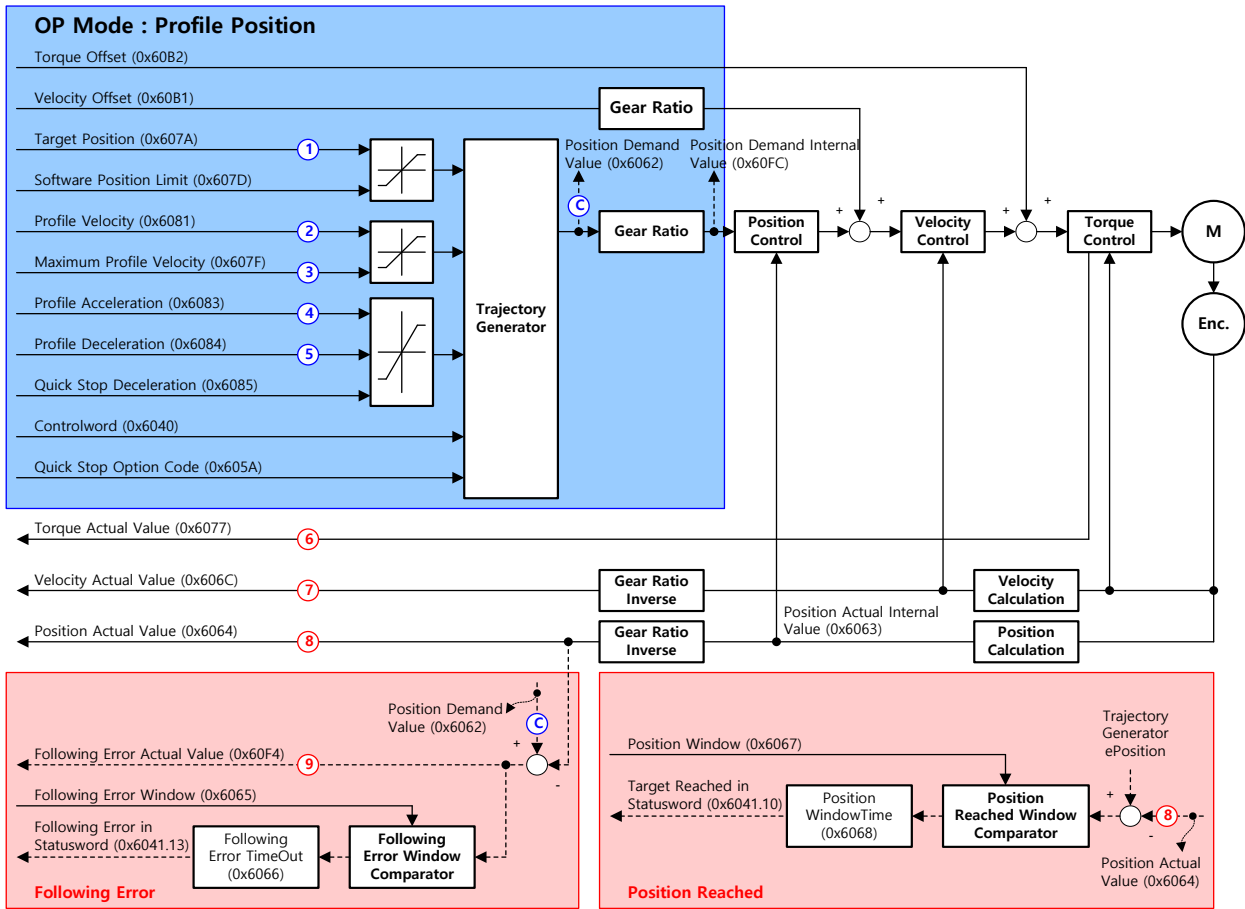 OP Mode : Profile Position
Torque Offset (0x60B2)
Velocity Offset (0x60B1)
Gear Ratio
Target Position (0x607A)
1
Position Demand
Value (0x6062)
Position Demand Internal
Value (0x60FC)
Software Position Limit (0x607D)
C
Profile Velocity (0x6081)
2
Gear Ratio
Position
Control
+
+
Velocity
Control
+
+
Torque
Control
M
Maximum Profile Velocity (0x607F)
3
Profile Acceleration (0x6083)
4
Trajectory
Generator
Enc.
Profile Deceleration (0x6084)
5
Quick Stop Deceleration (0x6085)
Controlword (0x6040)
Quick Stop Option Code (0x605A)
Torque Actual Value (0x6077)
6
Velocity Actual Value (0x606C)
7
Gear Ratio
Inverse
Velocity
Calculation
Position Actual Internal
Value (0x6063)
Position Actual Value (0x6064)
8
Gear Ratio
Inverse
Position
Calculation
Position Demand
Value (0x6062)
C
+
-
Following Error Actual Value (0x60F4)
9
Following Error Window (0x6065)
Following Error in
Statusword (0x6041.13)
Following
Error TimeOut
(0x6066)
Following
Error Window
Comparator
Following Error
Trajectory
Generator
ePosition
Position Window (0x6067)
Target Reached in
Statusword (0x6041.10)
Position
WindowTime
(0x6068)
Position
Reached Window
Comparator
+
-
8
Position Actual
Value (0x6064)
Position Reached